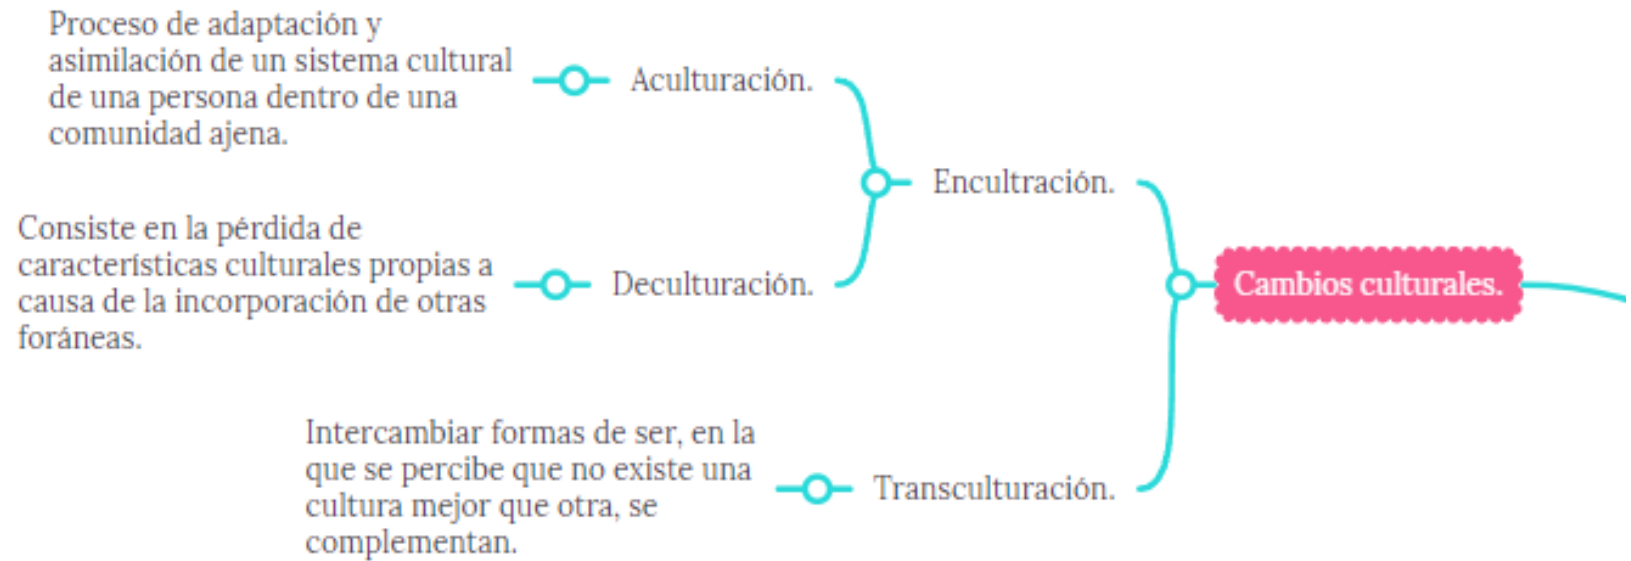 Proceso de adaptación y
asimilación de un sistema cultural
de una persona dentro de una
comunidad ajena.
Aculturación.
Encultración.
Consiste en la pérdida de
características culturales propias a
causa de la incorporación de otras
foráneas.
Deculturación.
Cambios culturales.
Intercambiar formas de ser, en la
que se percibe que no existe una
cultura mejor que otra, se
complementan.
Transculturación.